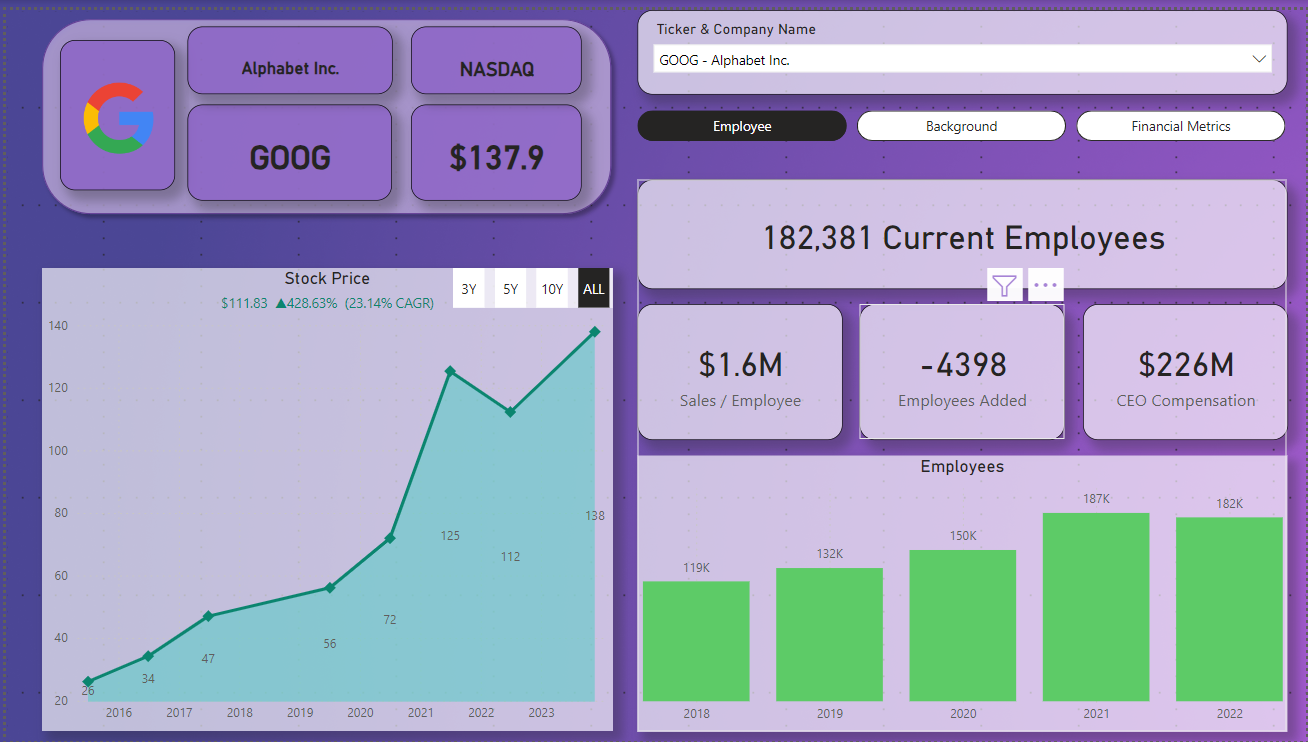 Alphabet Inc.
NASDAQ
GOOG
$137.9
Ticker & Company Name
GOOG - Alphabet Inc.
Employee
Background
Financial Metrics
Stock Price
$111.83 ▲428.63% (23.14% CAGR)
3Y
5Y
10Y
ALL
140
120
100
80
60
40
20
26
34
47
56
72
125
112
138
2016
2017
2018
2019
2020
2021
2022
2023
182,381 Current Employees
$1.6M
Sales / Employee
-4398
Employees Added
$226M
CEO Compensation
Employees
119K
132K
150K
187K
182K
2018
2019
2020
2021
2022